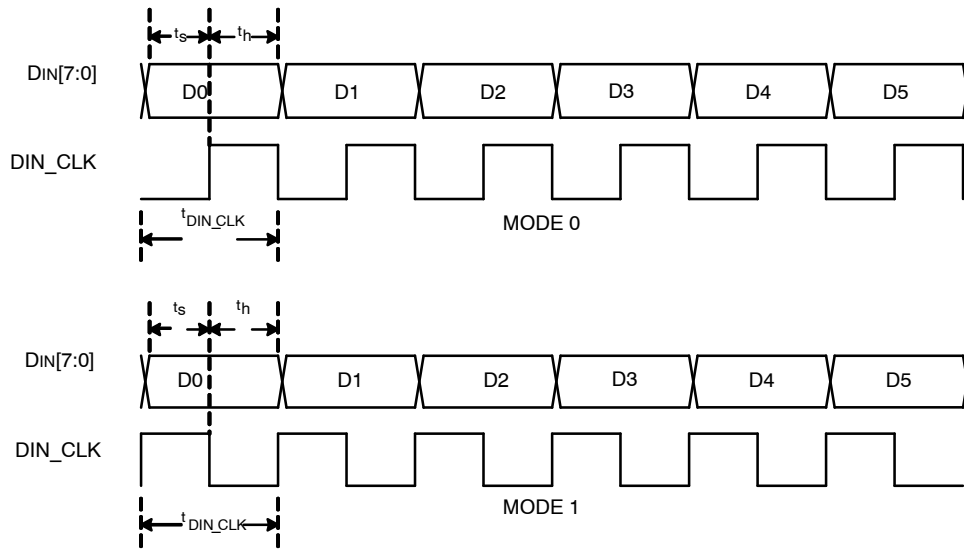 ts th
DIN[7:0] D0 D1 D2 D3 D4 D5
DIN_CLK
tDIN_CLK MODE 0
ts th
DIN[7:0] D0 D1 D2 D3 D4 D5
DIN_CLK
tDIN_CLK MODE 1